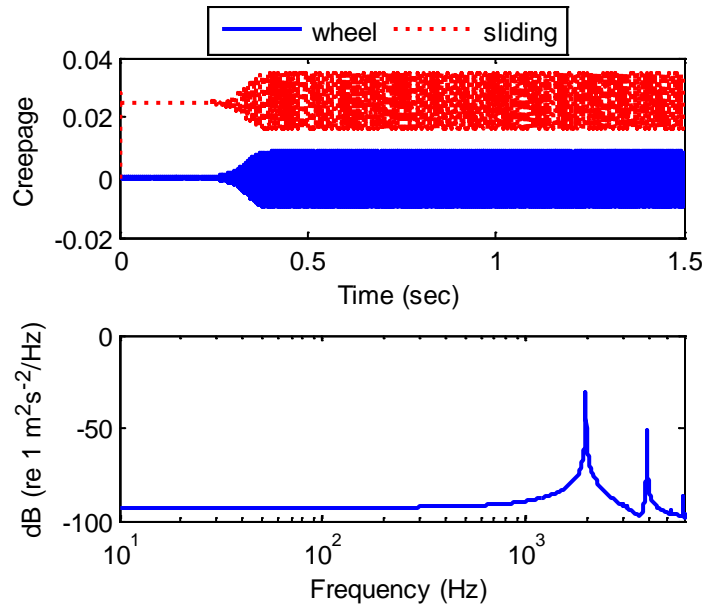 wheel sliding
0.04
0.02
0
-0.02
Creepage
0 0.5 1 1.5
Time (sec)
0
-50
-100
dB (re 1 m²s⁻²/Hz)
10¹ 10² 10³
Frequency (Hz)